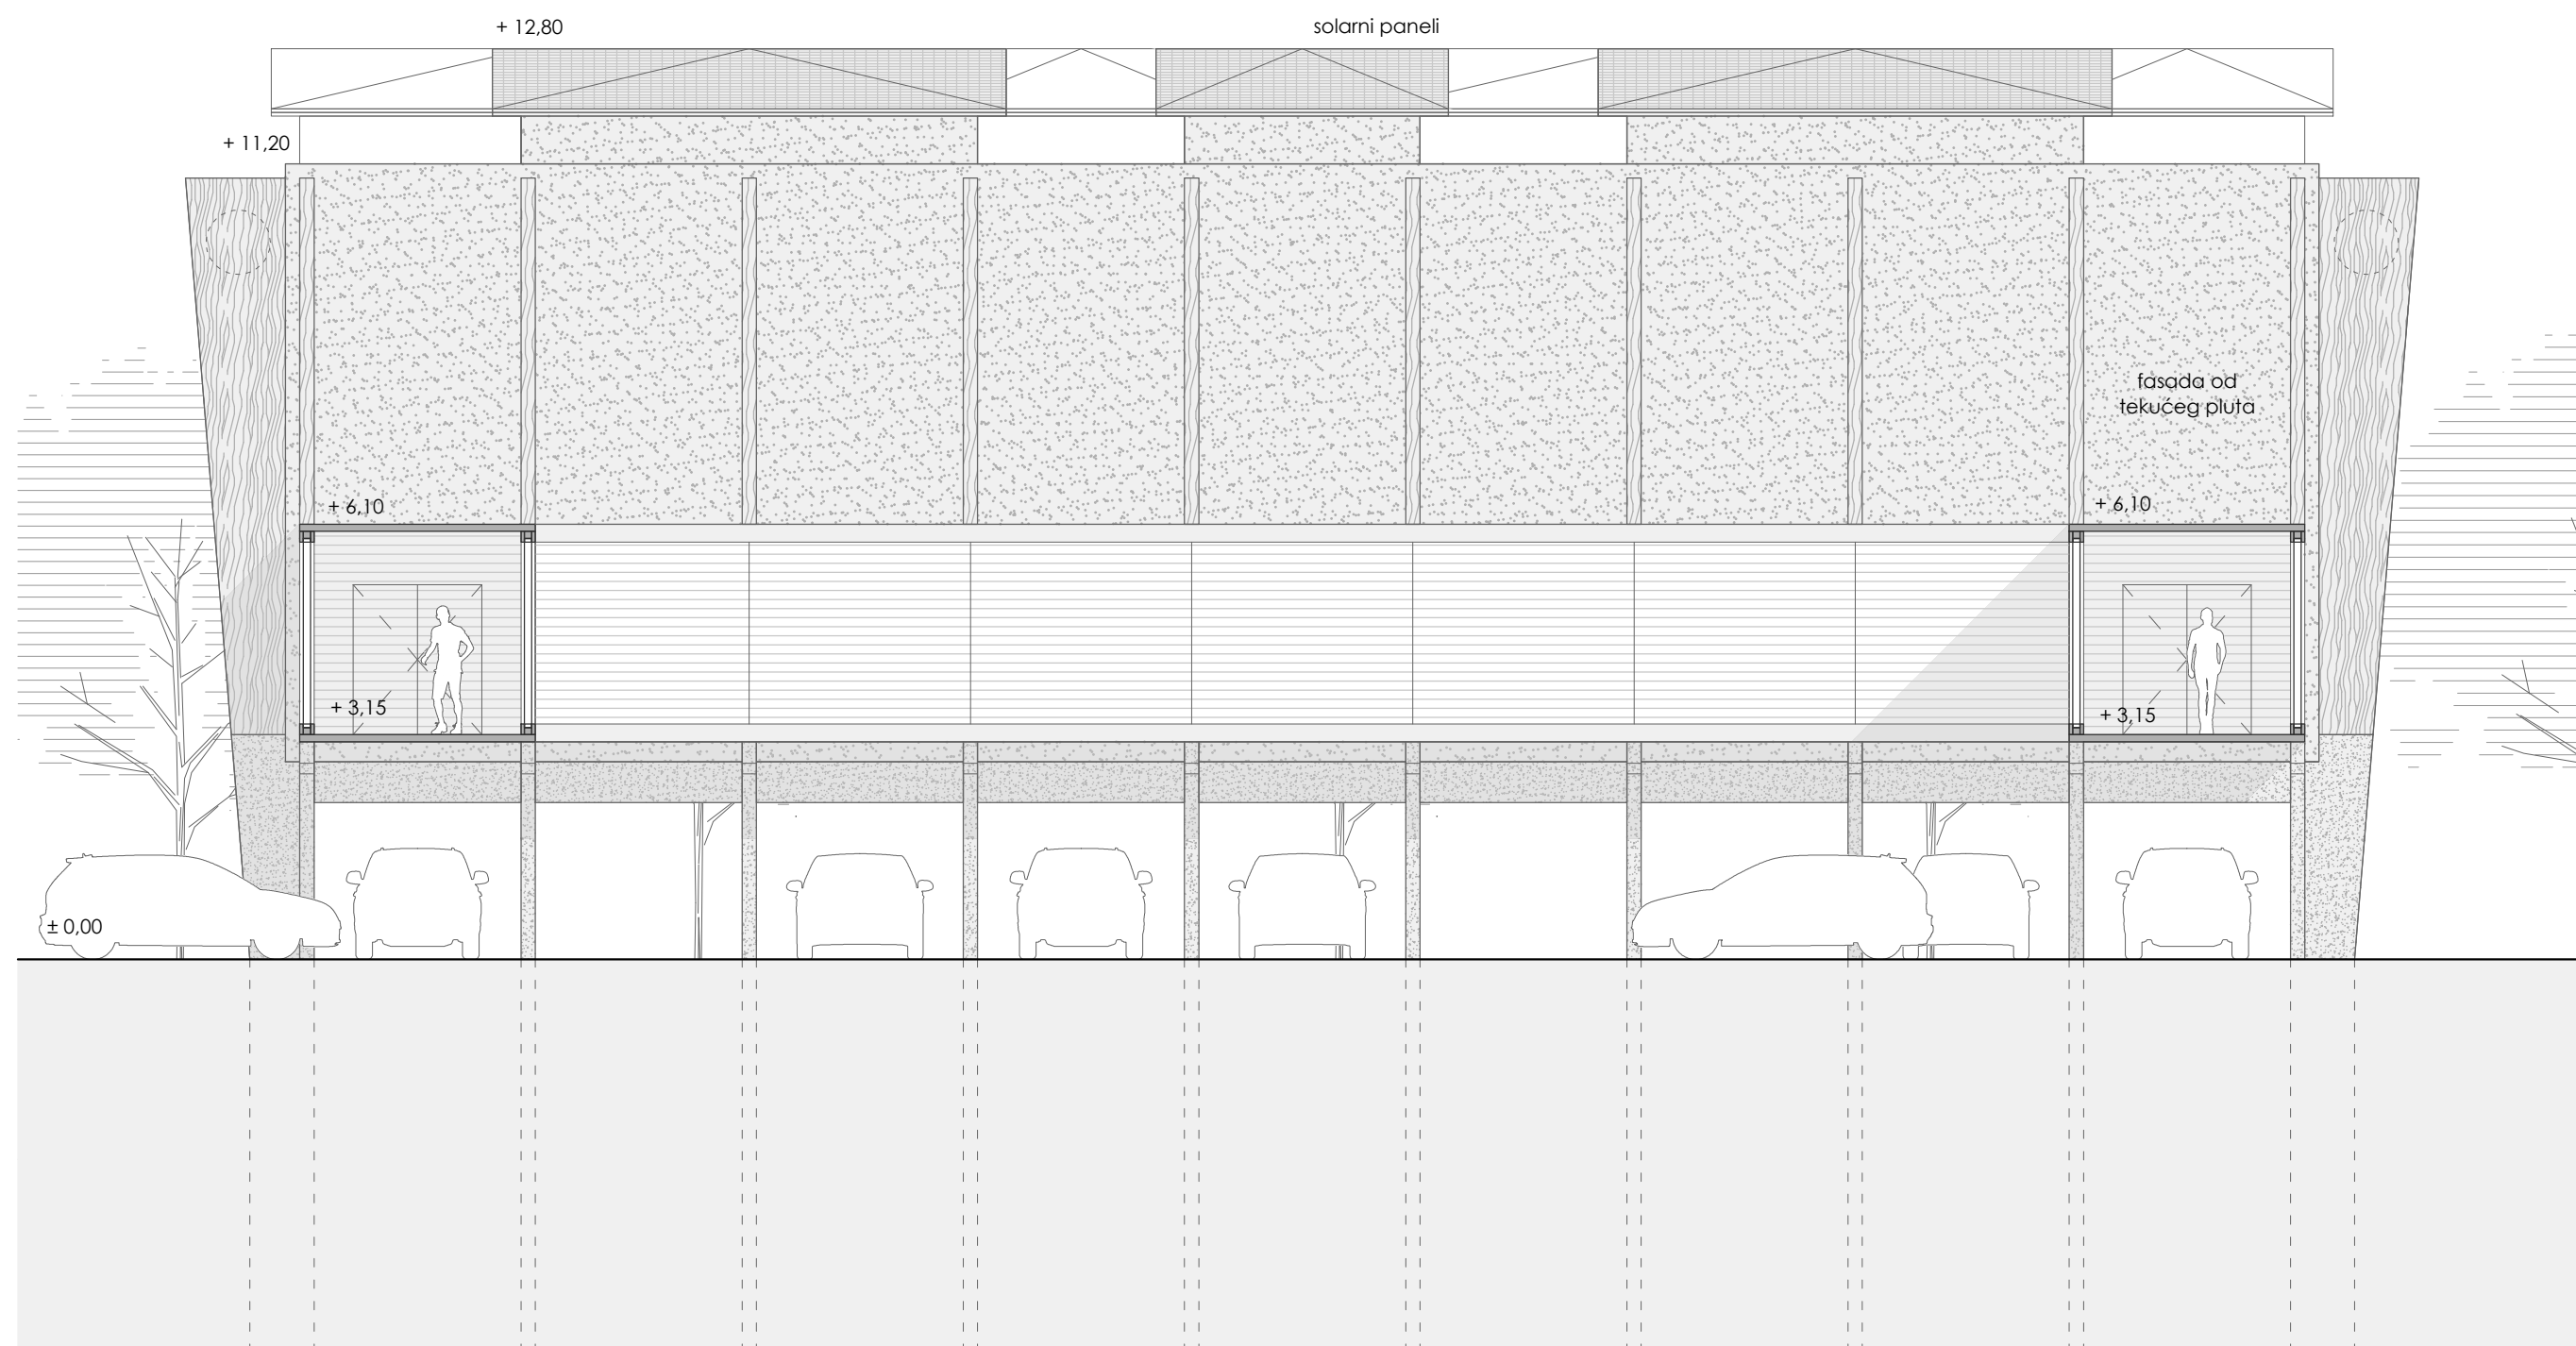 + 12,80
solarni paneli
+ 11,20
fasada od
tekućeg pluta
+ 6,10
+ 6,10
+ 3,15
+ 3,15
± 0,00